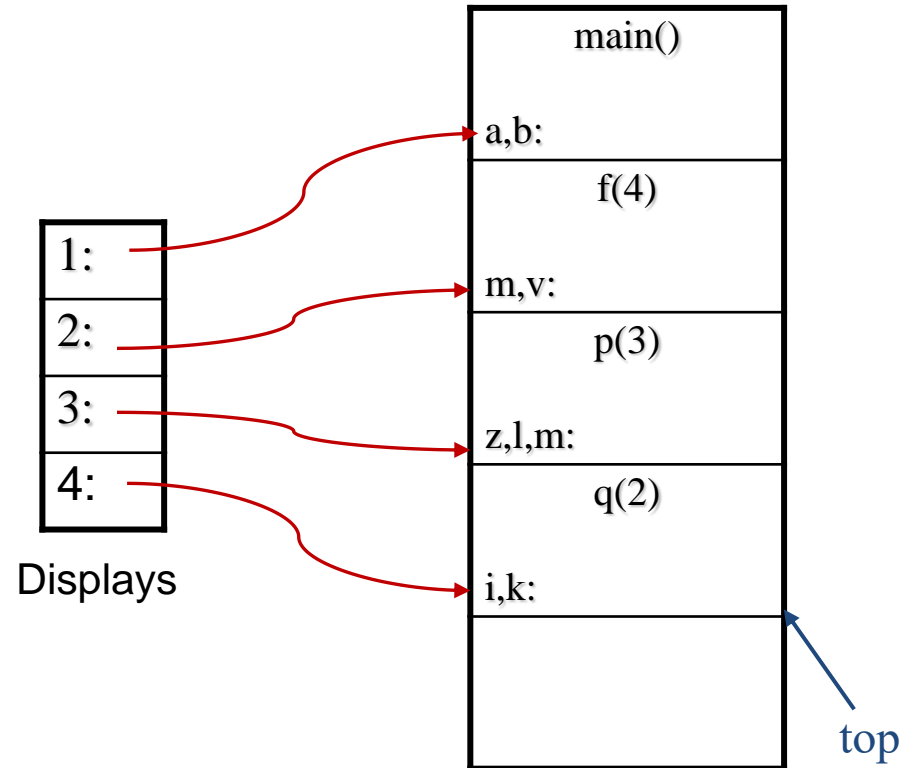 main()
a,b:
f(4)
m,v:
p(3)
z,l,m:
q(2)
i,k:
top
1:
2:
3:
4:
Displays